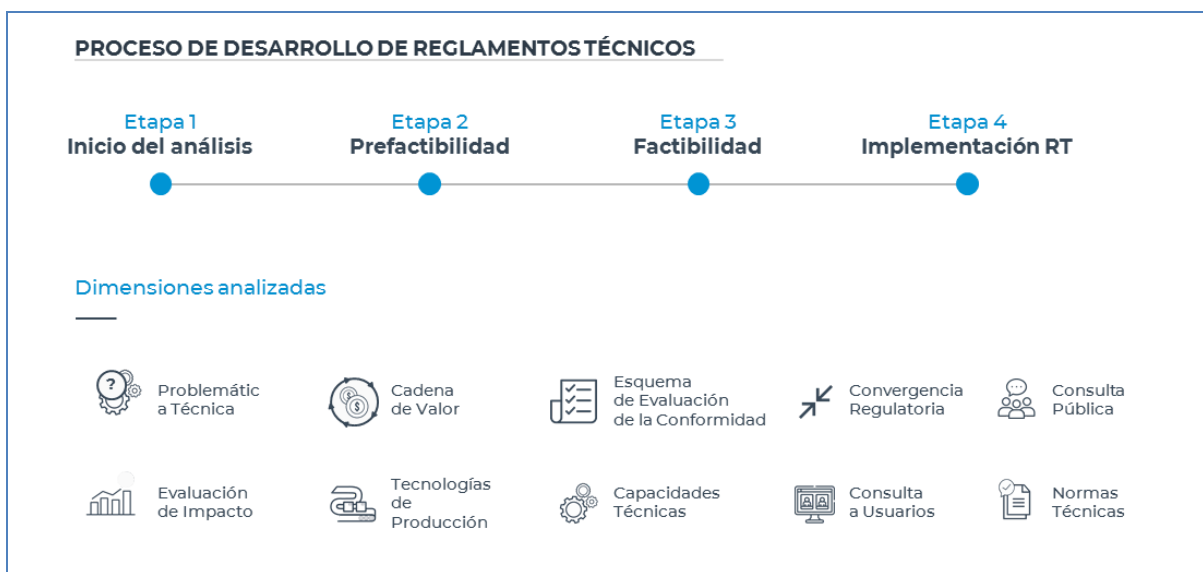 PROCESO DE DESARROLLO DE REGLAMENTOS TÉCNICOS
Etapa 1
Inicio del análisis
Etapa 2
Prefactibilidad
Etapa 3
Factibilidad
Etapa 4
Implementación RT
Dimensiones analizadas
?
Problemátic
a Técnica
$
$
Cadena
de Valor
Esquema
de Evaluación
de la Conformidad
Convergencia
Regulatoria
Consulta
Pública
Evaluación
de Impacto
Tecnologías
de
Producción
Capacidades
Técnicas
Consulta
a Usuarios
Normas
Técnicas